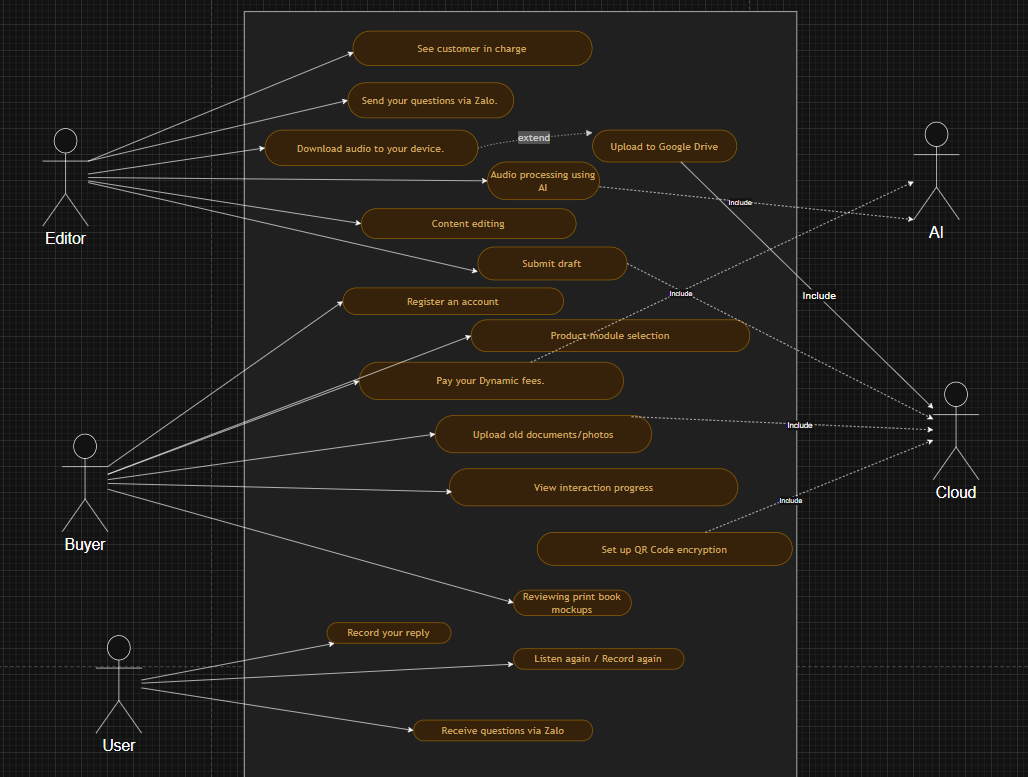 See customer in charge
Send your questions via Zalo.
extend
Download audio to your device.
Upload to Google Drive
Audio processing using
AI
Include
Content editing
Editor
AI
Submit draft
Include
Include
Register an account
Product module selection
Pay your Dynamic fees.
Include
Upload old documents/photos
View interaction progress
Cloud
Include
Buyer
Set up QR Code encryption
Reviewing print book
mockups
Record your reply
Listen again / Record again
Receive questions via Zalo
User